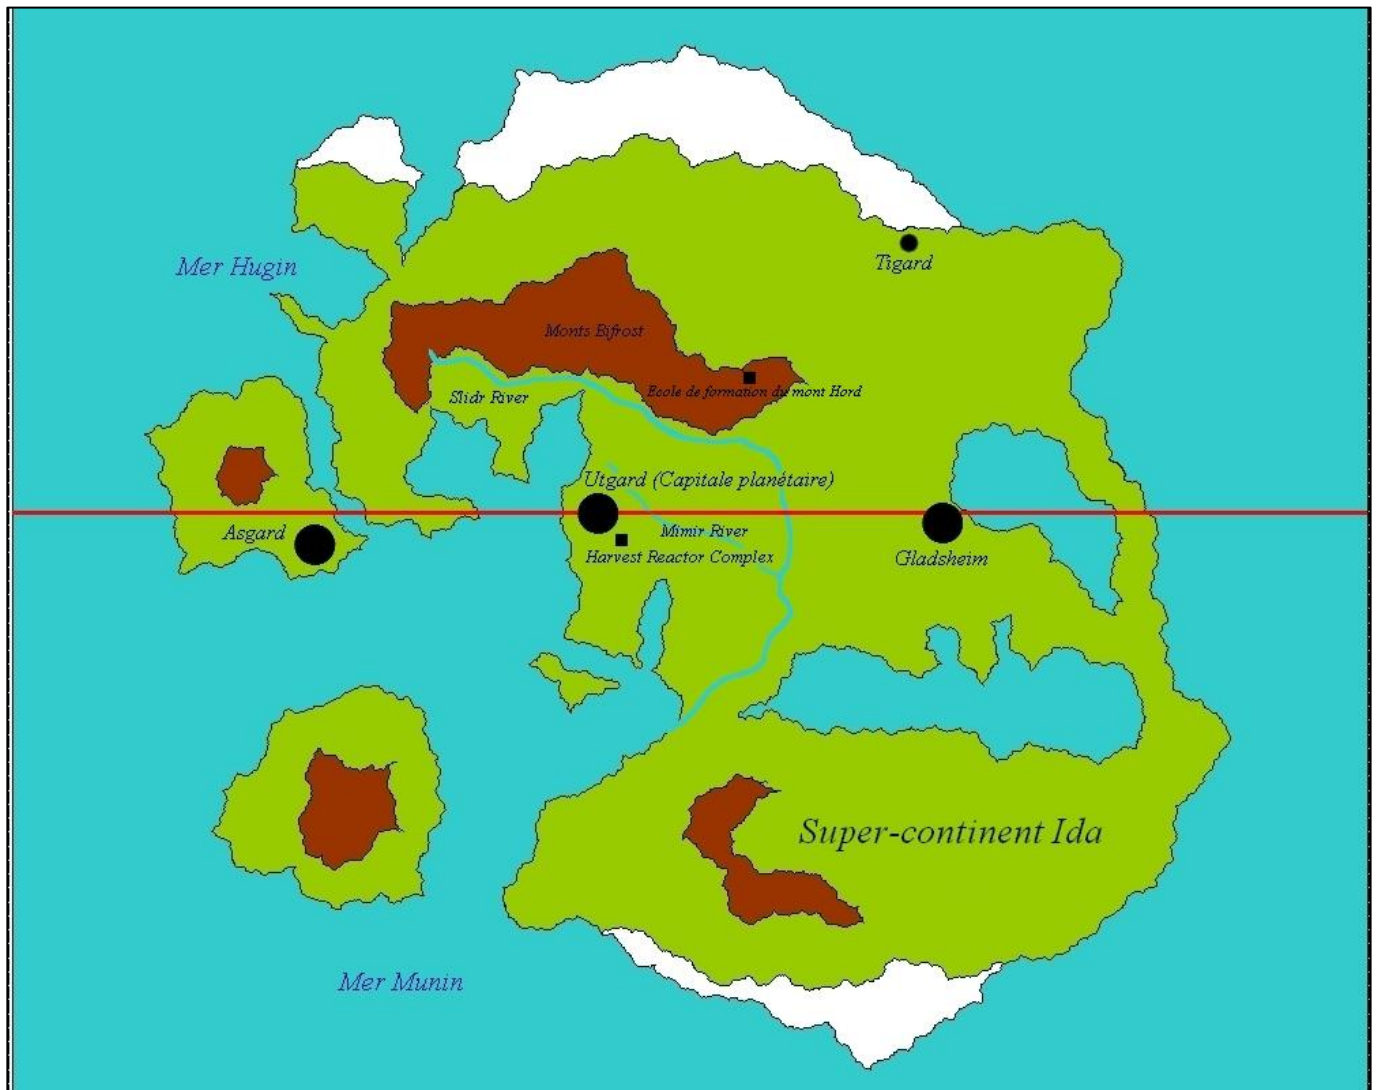 Mer Hugin
Tigard
Monts Bifrost
Ecole de formation du mont Hord
Slidr River
Utgard (Capitale planétaire)
Asgard
Mimir River
Harvest Reactor Complex
Gladsheim
Super-continent Ida
Mer Munin